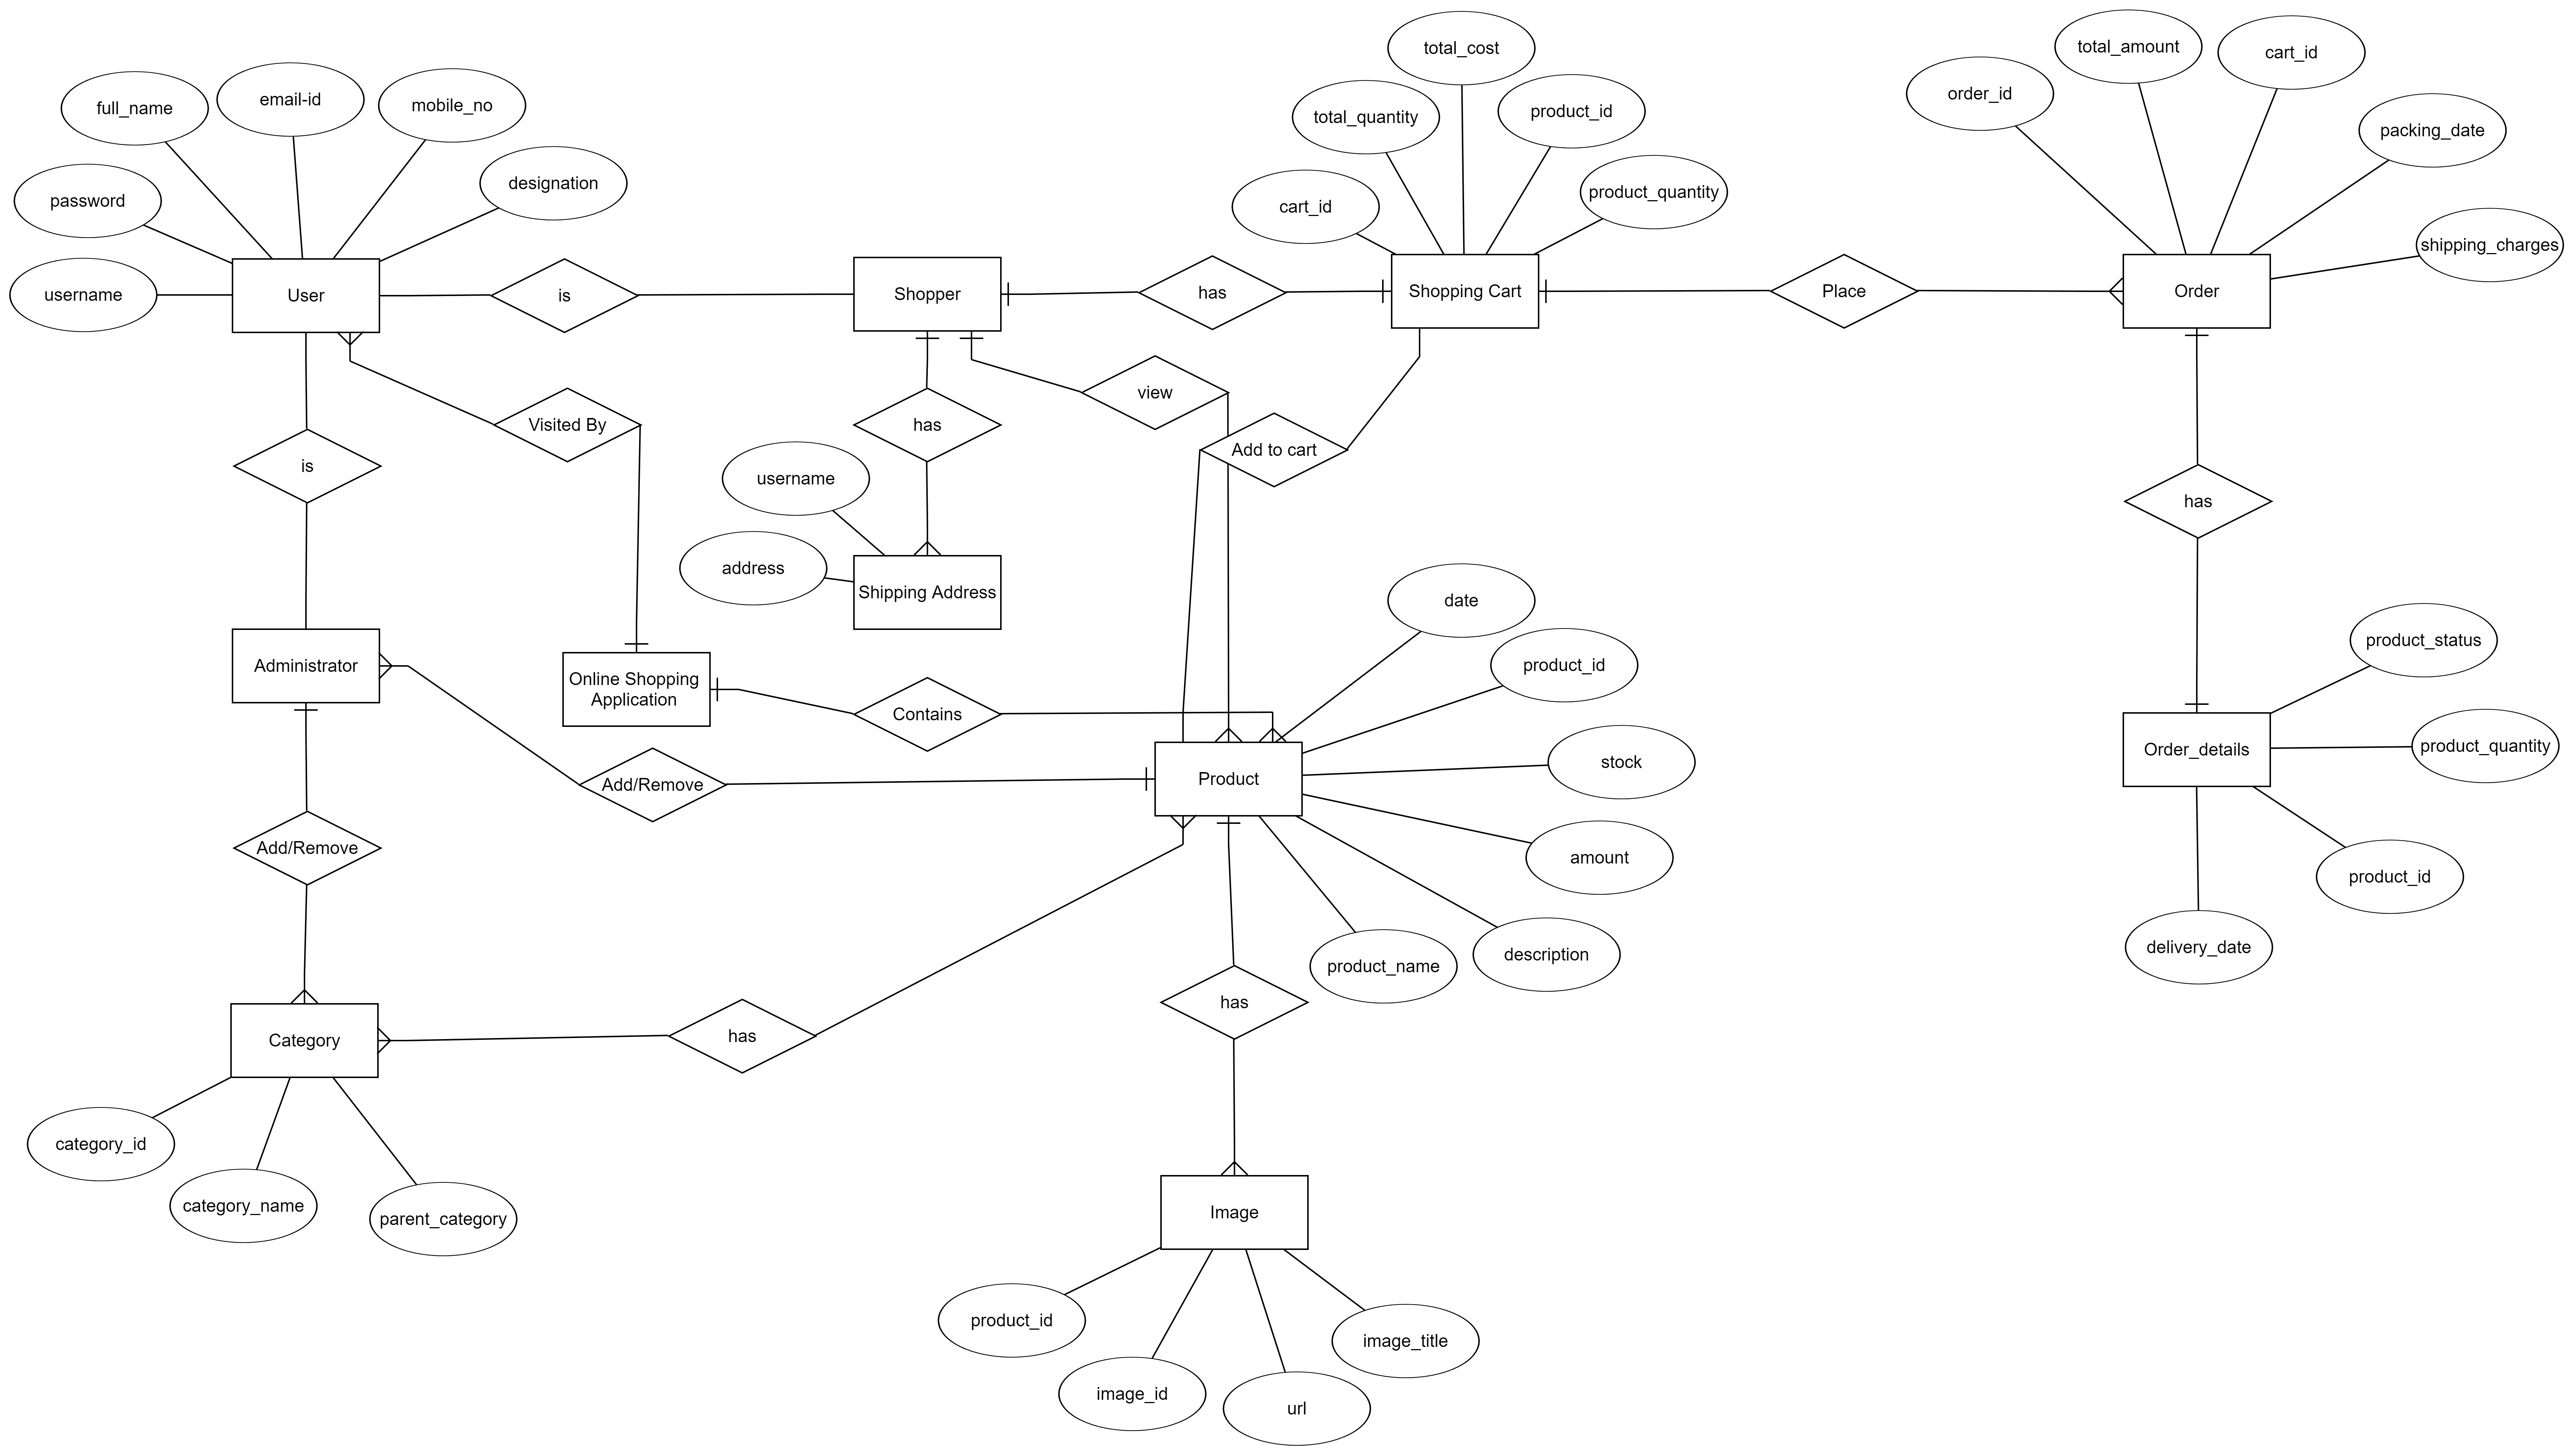 total_cost
total_amount
cart_id
full_name
email-id
mobile_no
total_quantity
product_id
order_id
packing_date
password
designation
cart_id
product_quantity
shipping_charges
username
User
is
Shopper
has
Shopping Cart
Place
Order
view
Visited By
has
Add to cart
is
username
has
address
Shipping Address
date
Administrator
Online Shopping
Application
product_id
product_status
Contains
stock
Order_details
product_quantity
Add/Remove
Product
Add/Remove
amount
product_id
description
delivery_date
product_name
has
Category
has
category_id
category_name
parent_category
Image
product_id
image_title
image_id
url